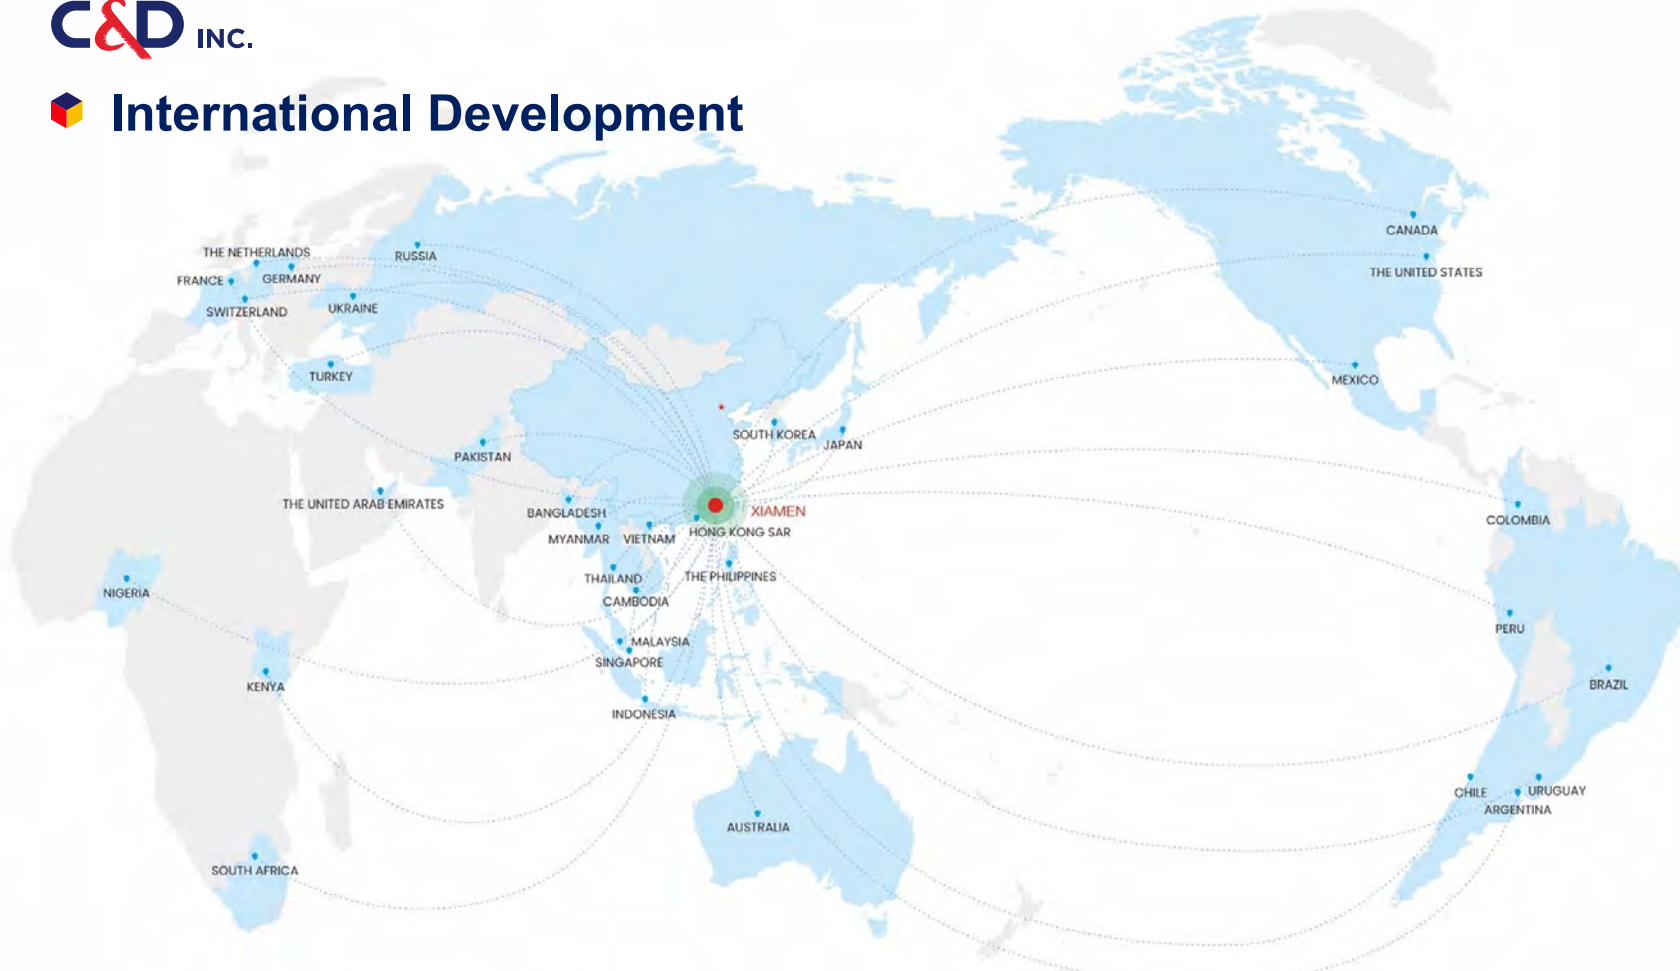 C&D INC.
International Development
CANADA
THE NETHERLANDS
RUSSIA
THE UNITED STATES
FRANCE
GERMANY
SWITZERLAND
UKRAINE
TURKEY
MEXICO
SOUTH KOREA
JAPAN
PAKISTAN
THE UNITED ARAB EMIRATES
BANGLADESH
XIAMEN
COLOMBIA
MYANMAR
VIETNAM
HONG KONG SAR
THAILAND
THE PHILIPPINES
NIGERIA
CAMBODIA
PERU
MALAYSIA
SINGAPORE
KENYA
BRAZIL
INDONESIA
CHILE
URUGUAY
ARGENTINA
AUSTRALIA
SOUTH AFRICA